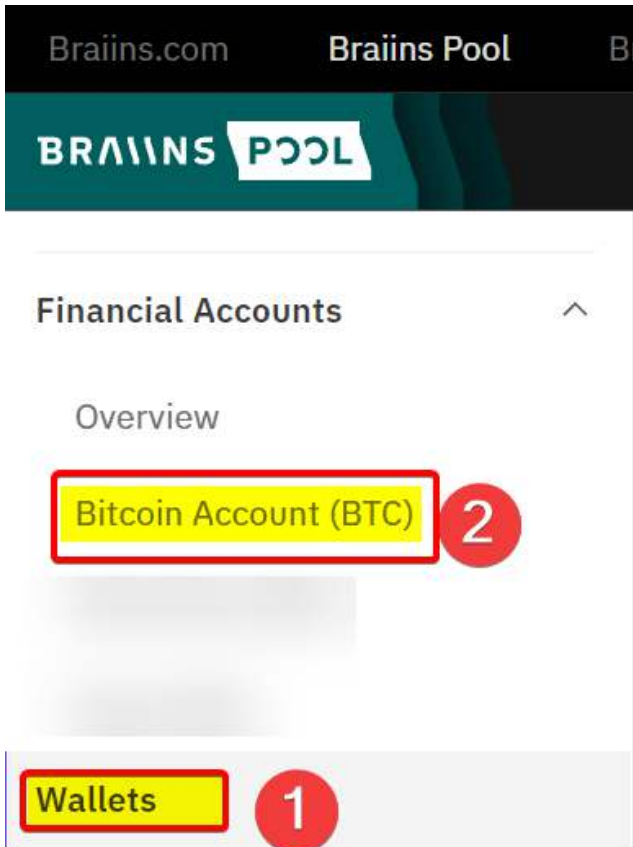 Braiins.com Braiins Pool B
BRAIINS POOL
Financial Accounts
Overview
Bitcoin Account (BTC) 2
Wallets 1